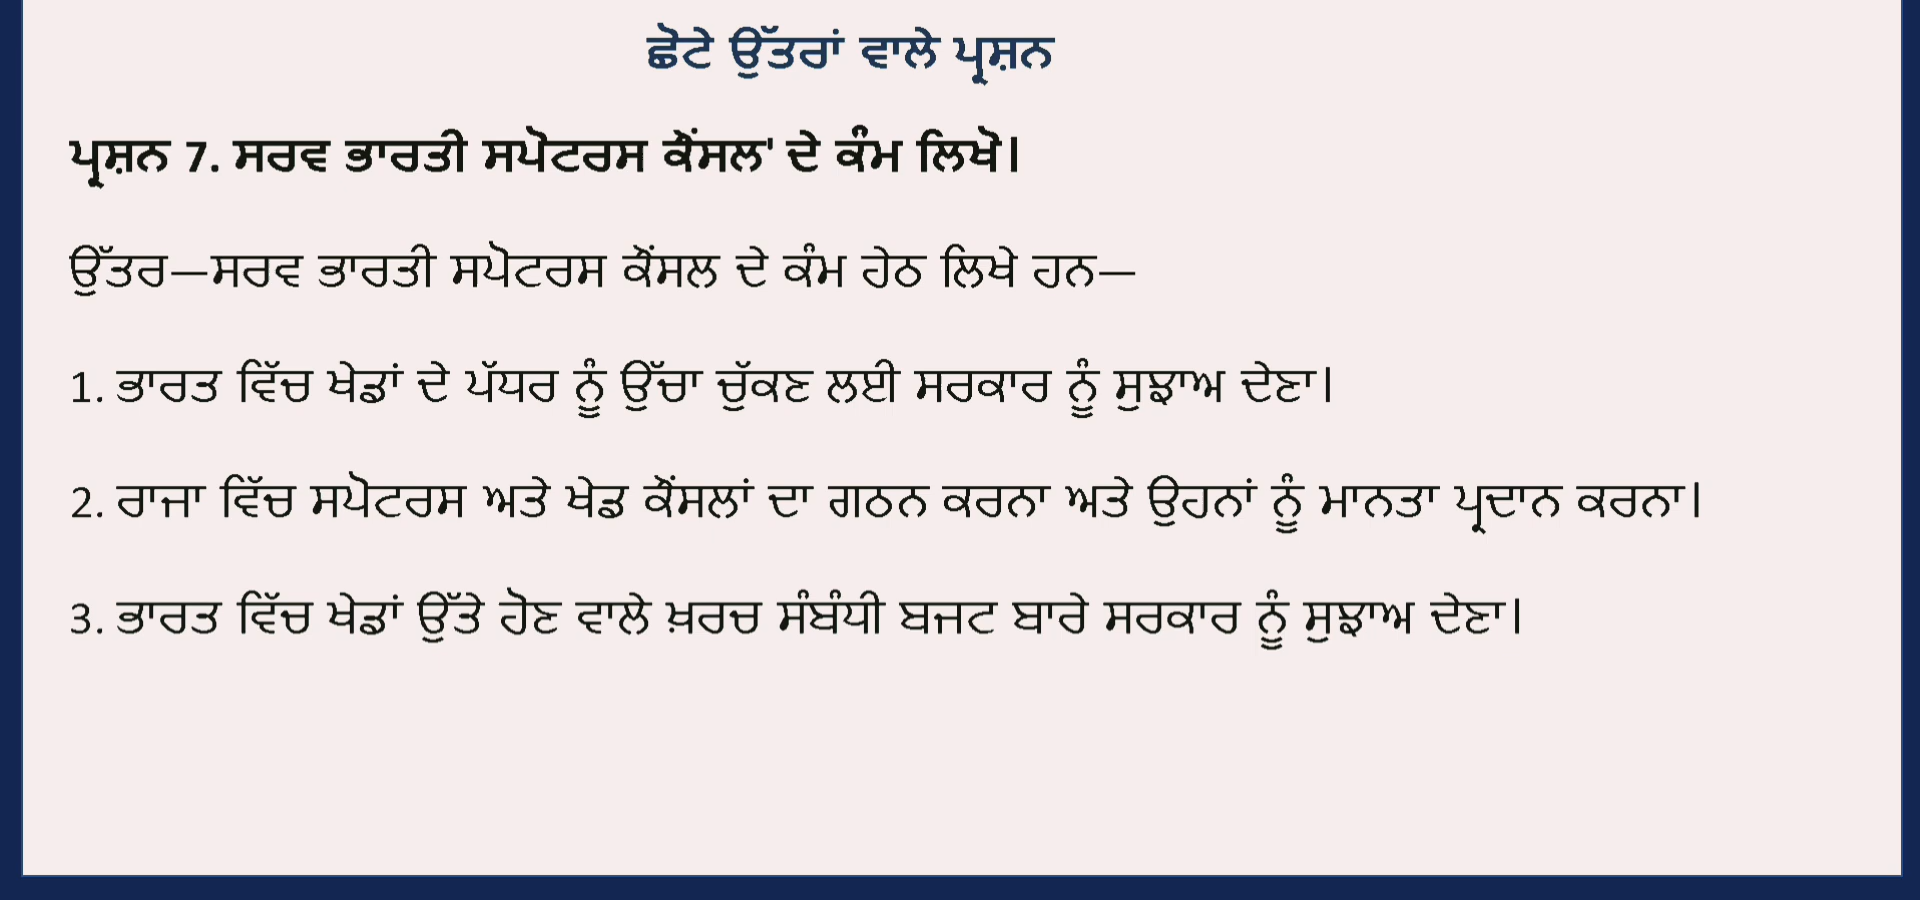 ਛੋਟੇ ਉੱਤਰਾਂ ਵਾਲੇ ਪ੍ਰਸ਼ਨ
ਪ੍ਰਸ਼ਨ 7. ਸਰਵ ਭਾਰਤੀ ਸਪੋਟਰਸ ਕੌਂਸਲ' ਦੇ ਕੰਮ ਲਿਖੋ।
ਉੱਤਰ—ਸਰਵ ਭਾਰਤੀ ਸਪੋਟਰਸ ਕੌਂਸਲ ਦੇ ਕੰਮ ਹੇਠ ਲਿਖੇ ਹਨ—
1. ਭਾਰਤ ਵਿੱਚ ਖੇਡਾਂ ਦੇ ਪੱਧਰ ਨੂੰ ਉੱਚਾ ਚੁੱਕਣ ਲਈ ਸਰਕਾਰ ਨੂੰ ਸੁਝਾਅ ਦੇਣਾ।
2. ਰਾਜਾ ਵਿੱਚ ਸਪੋਟਰਸ ਅਤੇ ਖੇਡ ਕੌਂਸਲਾਂ ਦਾ ਗਠਨ ਕਰਨਾ ਅਤੇ ਉਹਨਾਂ ਨੂੰ ਮਾਨਤਾ ਪ੍ਰਦਾਨ ਕਰਨਾ।
3. ਭਾਰਤ ਵਿੱਚ ਖੇਡਾਂ ਉੱਤੇ ਹੋਣ ਵਾਲੇ ਖ਼ਰਚ ਸੰਬੰਧੀ ਬਜਟ ਬਾਰੇ ਸਰਕਾਰ ਨੂੰ ਸੁਝਾਅ ਦੇਣਾ।